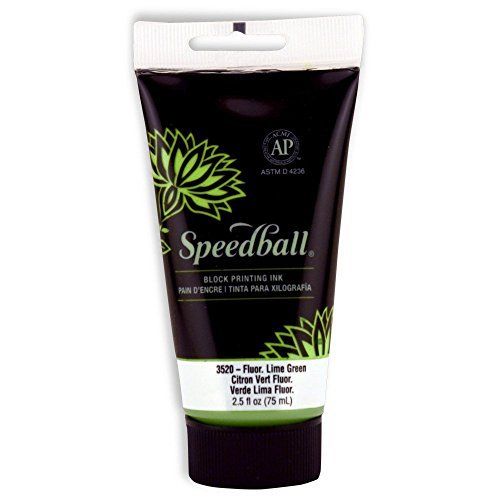 ACMI
AP
ASTM D 4236
Speedball®
BLOCK PRINTING INK
PAIN D'ENCRE | TINTA PARA XILOGRAFÍA
3520 – Fluor. Lime Green
Citron Vert Fluor.
Verde Lima Fluor.
2.5 fl oz (75 mL)